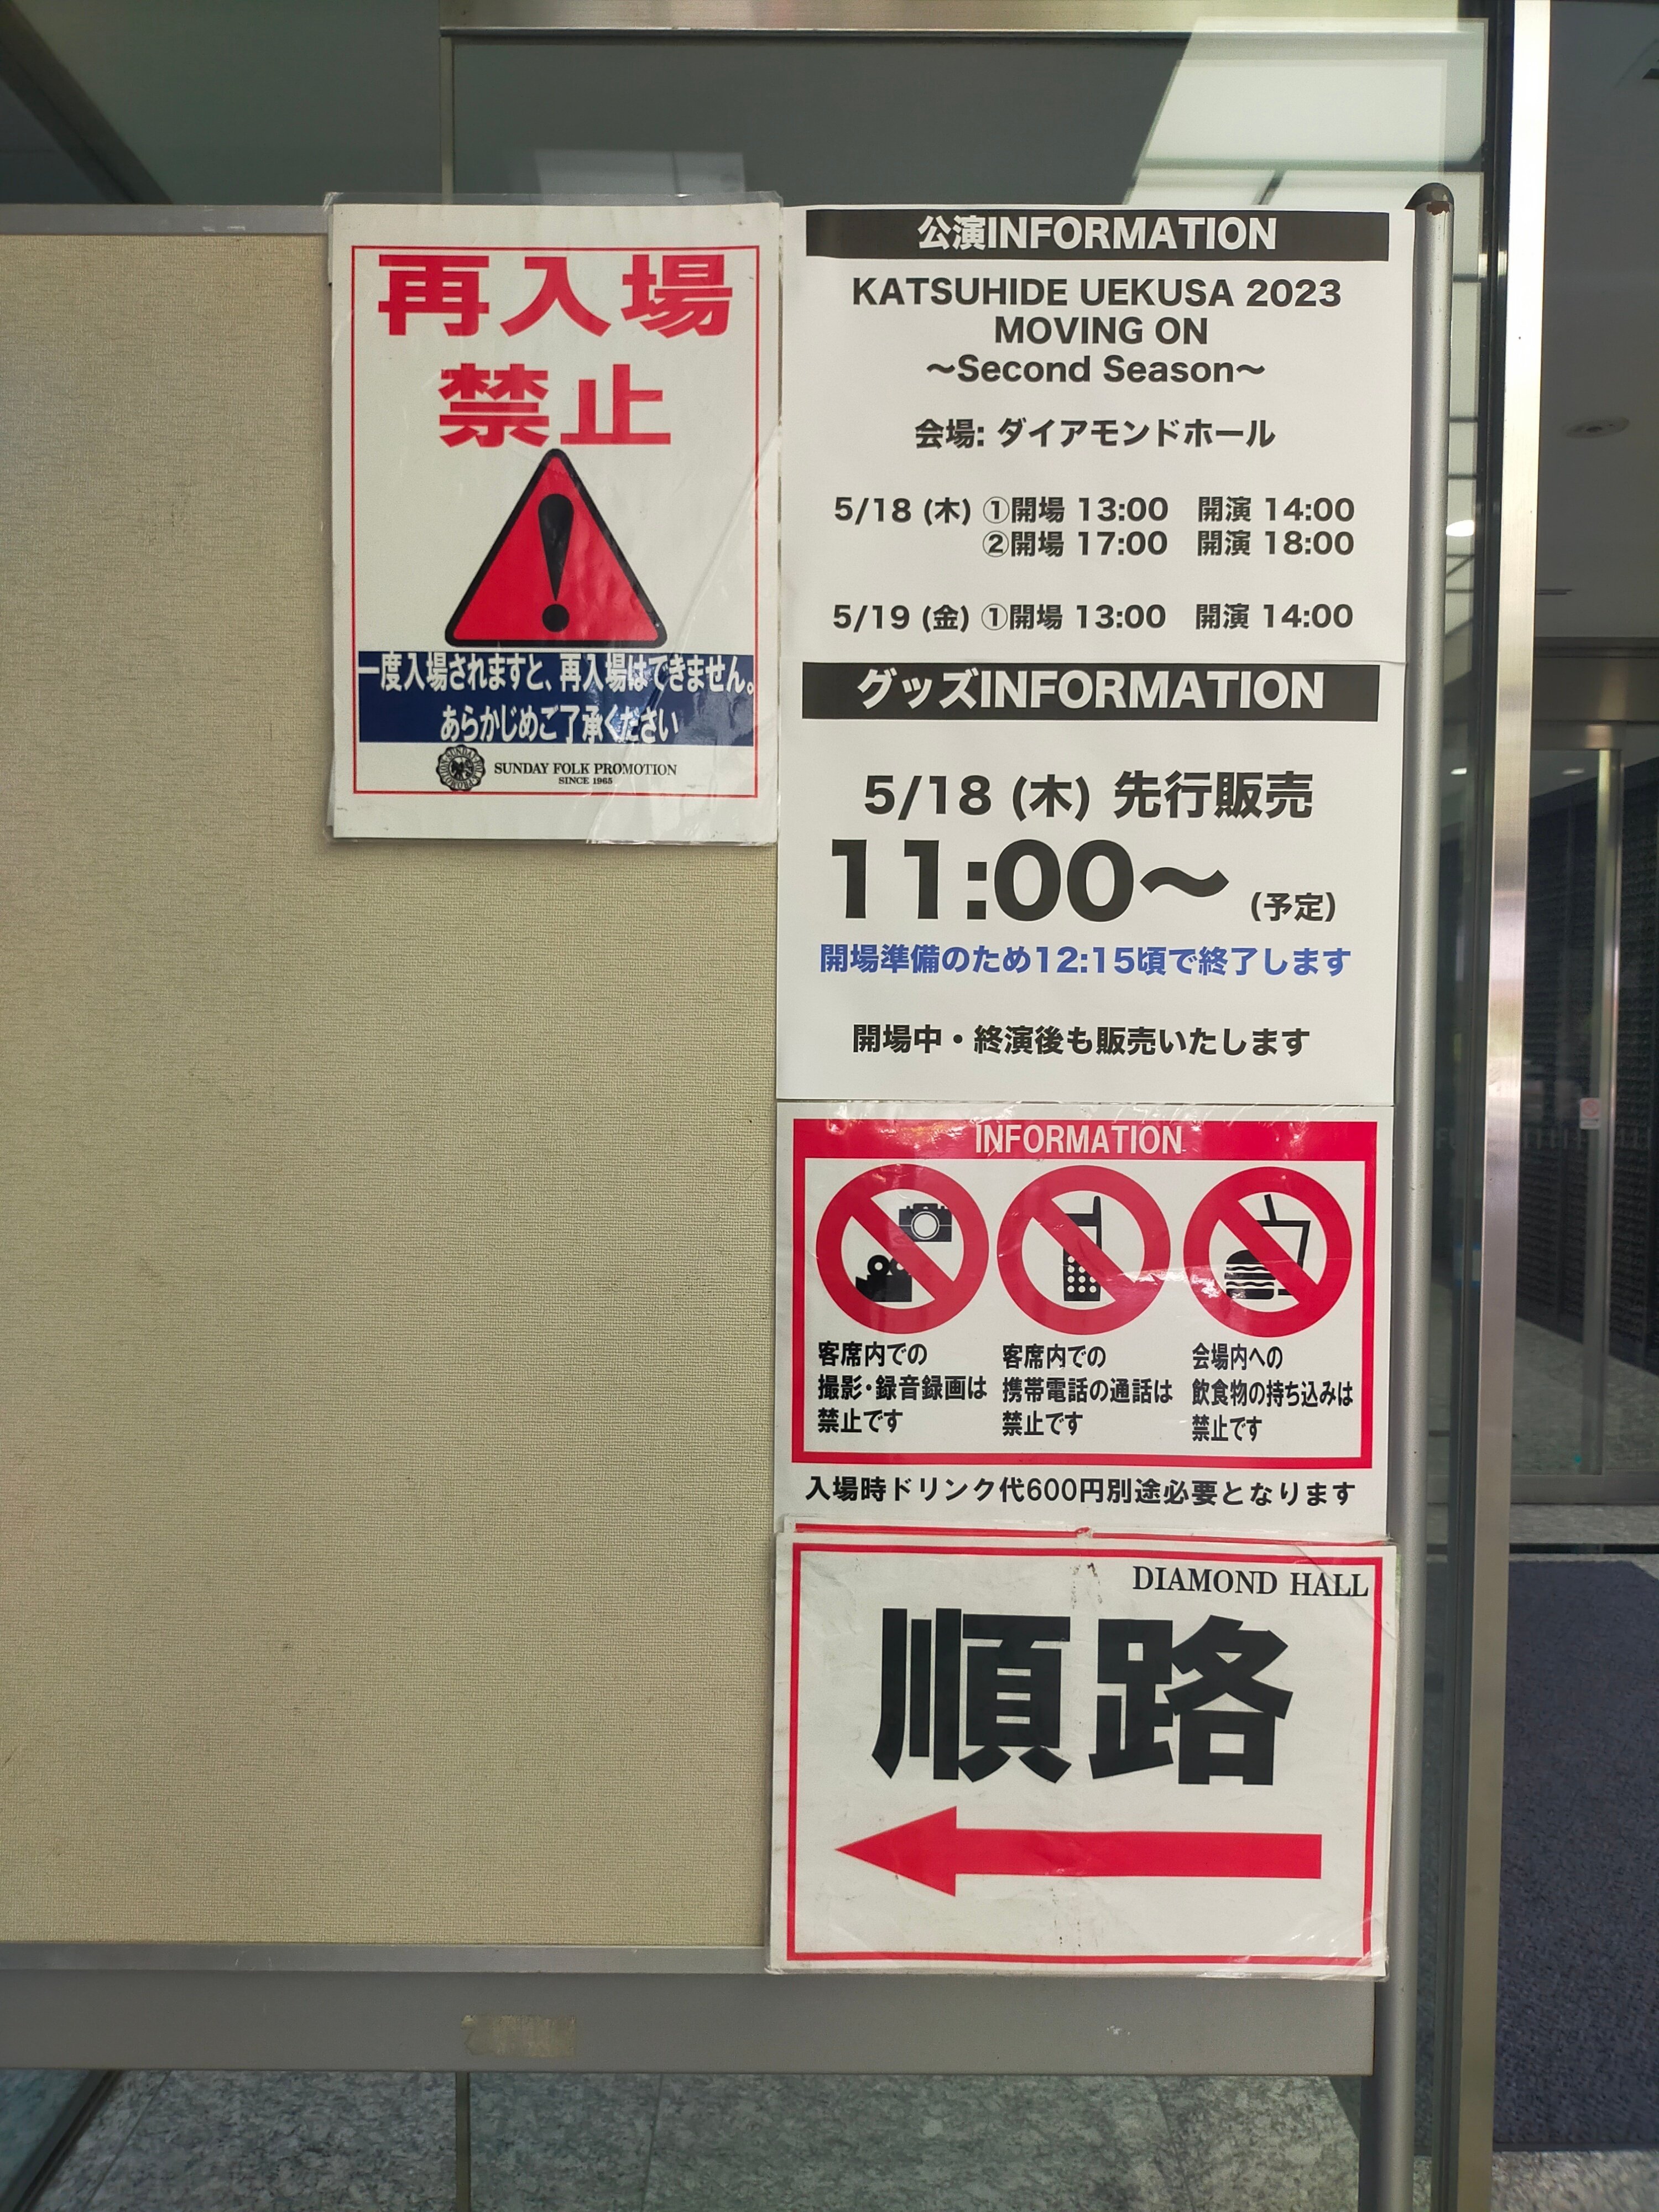 再入場
禁止
一度入場されますと、再入場はできません。
あらかじめご了承ください
SUNDAY FOLK PROMOTION
SINCE 1965
公演INFORMATION
KATSUHIDE UEKUSA 2023
MOVING ON
～Second Season～
会場: ダイアモンドホール
5/18 (木) ①開場 13:00 開演 14:00
②開場 17:00 開演 18:00
5/19 (金) ①開場 13:00 開演 14:00
グッズINFORMATION
5/18 (木) 先行販売
11:00～ (予定)
開場準備のため12:15頃で終了します
開場中・終演後も販売いたします
INFORMATION
客席内での
撮影・録音録画は
禁止です
客席内での
携帯電話の通話は
禁止です
会場内への
飲食物の持ち込みは
禁止です
入場時ドリンク代600円別途必要となります
DIAMOND HALL
順路